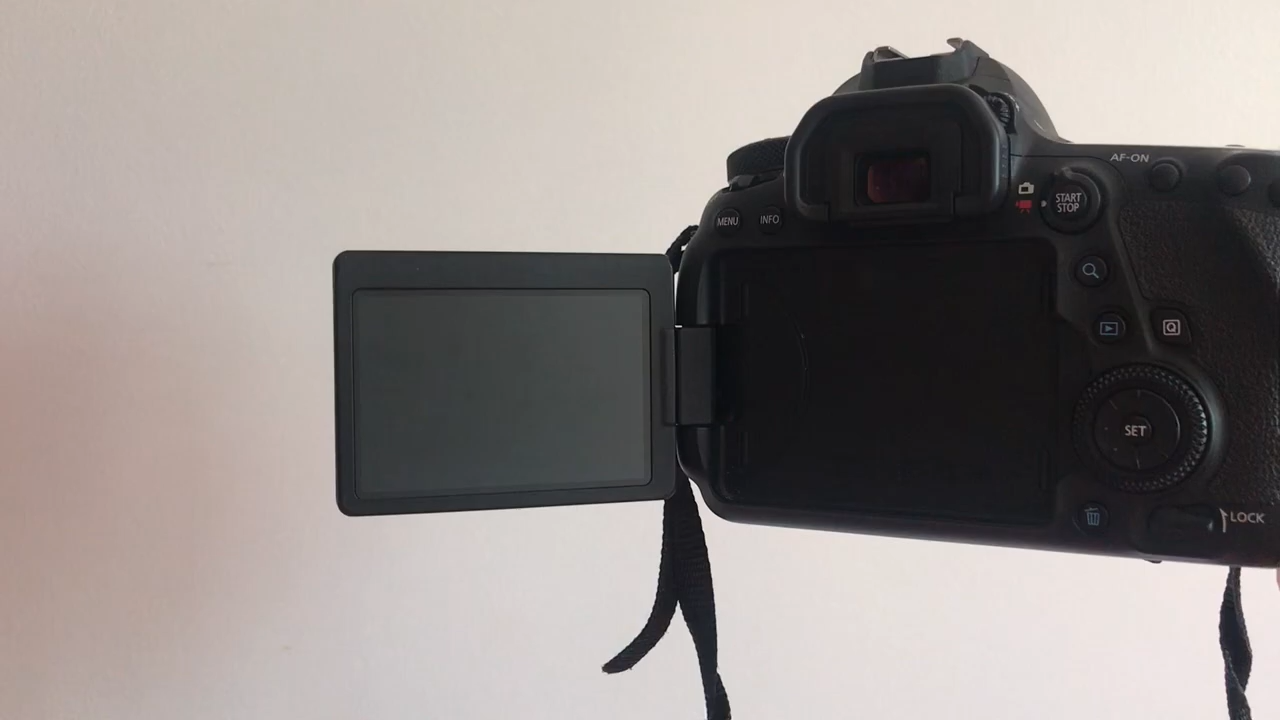 AF-ON
MENU
INFO
START
STOP
Q
SET
LOCK